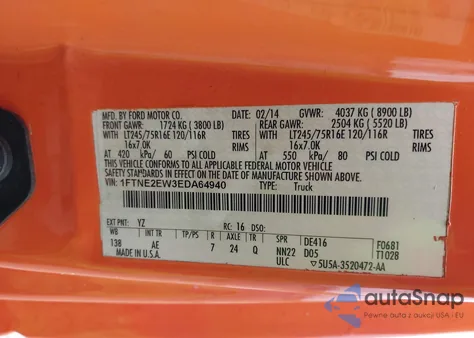 MFD. BY FORD MOTOR CO.
DATE: 02/14 GVWR: 4037 KG ( 8900 LB)
FRONT GAWR: 1724 KG ( 3800 LB) REAR GAWR: 2504 KG ( 5520 LB)
WITH LT245/75R16E 120/116R TIRES WITH LT245/75R16E 120/116R TIRES
16x7.0K RIMS 16x7.0K RIMS
AT 420 kPa/ 60 PSI COLD AT 550 kPa/ 80 PSI COLD
THIS VEHICLE CONFORMS TO ALL APPLICABLE FEDERAL MOTOR VEHICLE
SAFETY STANDARDS IN EFFECT ON THE DATE OF MANUFACTURE SHOWN ABOVE.
VIN: 1FTNE2EW3EDA64940
TYPE: Truck
EXT PNT: YZ RC: 16 DSO:
WB INT TR TP/PS R AXLE TR SPR DE416 F0681
138 AE 7 24 Q NN22 D05 T1028
MADE IN U.S.A. ULC 5U5A-3520472-AA
autoSnap
Pewne auta z USA i EU